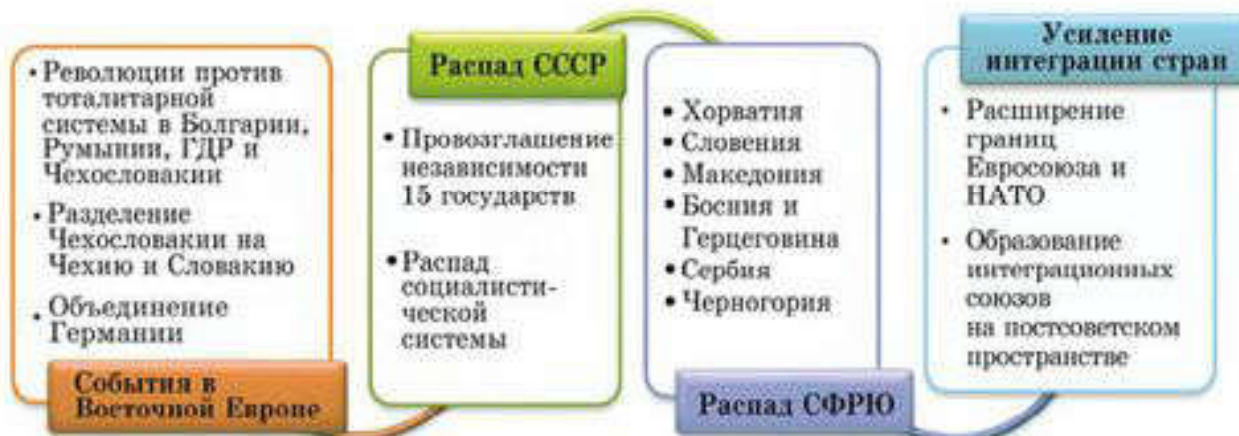 • Революции против
тоталитарной
системы в Болгарии,
Румынии, ГДР и
Чехословакии
• Разделение
Чехословакии на
Чехию и Словакию
• Объединение
Германии
События в
Восточной Европе
Распад СССР
• Провозглашение
независимости
15 государств
• Распад
социалисти-
ческой
системы
• Хорватия
• Словения
• Македония
• Босния и
Герцеговина
• Сербия
• Черногория
Распад СФРЮ
Усиление
интеграции стран
• Расширение
границ
Евросоюза и
НАТО
• Образование
интеграционных
союзов
на постсоветском
пространстве